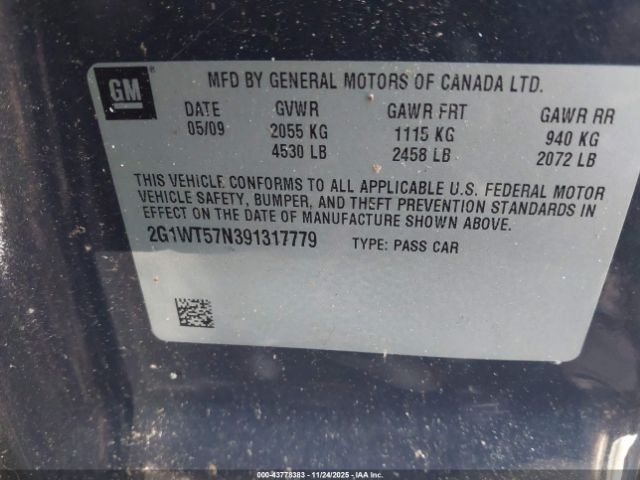 GM ®
MFD BY GENERAL MOTORS OF CANADA LTD.
DATE GVWR GAWR FRT GAWR RR
05/09 2055 KG 1115 KG 940 KG
4530 LB 2458 LB 2072 LB
THIS VEHICLE CONFORMS TO ALL APPLICABLE U.S. FEDERAL MOTOR
VEHICLE SAFETY, BUMPER, AND THEFT PREVENTION STANDARDS IN
EFFECT ON THE DATE OF MANUFACTURE SHOWN ABOVE.
2G1WT57N391317779 TYPE: PASS CAR
000-43778383 - 11/24/2025 - IAA Inc.